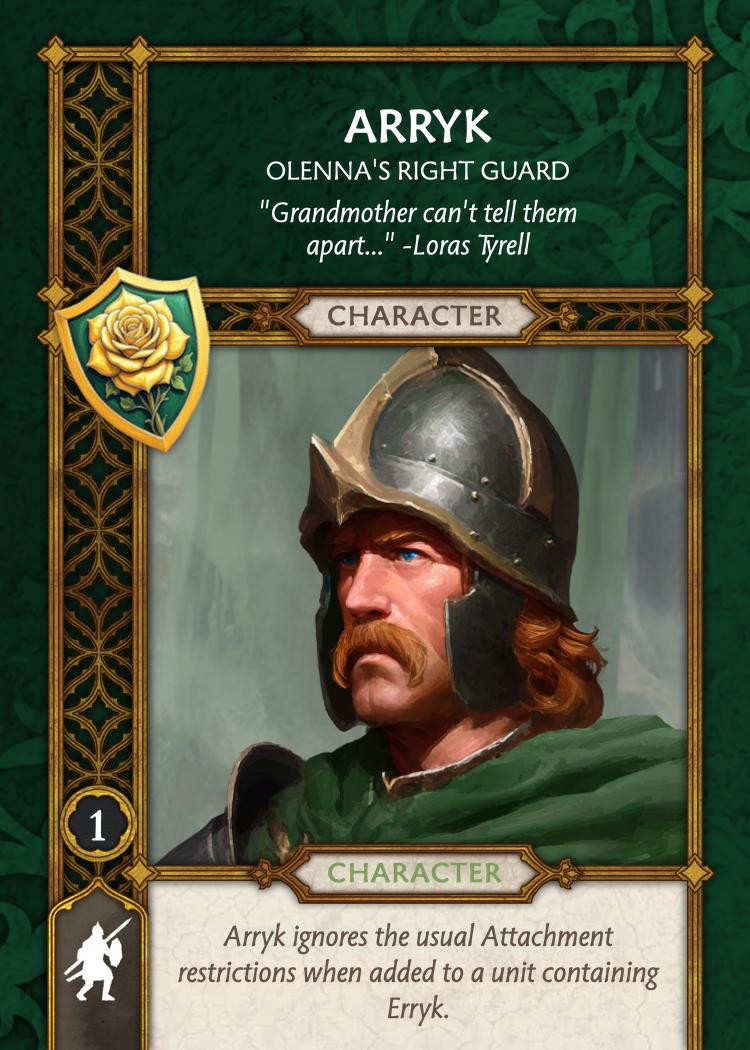 ARRYK
OLENNA'S RIGHT GUARD
"Grandmother can't tell them
apart..." -Loras Tyrell
CHARACTER
1
CHARACTER
Arryk ignores the usual Attachment
restrictions when added to a unit containing
Erryk.